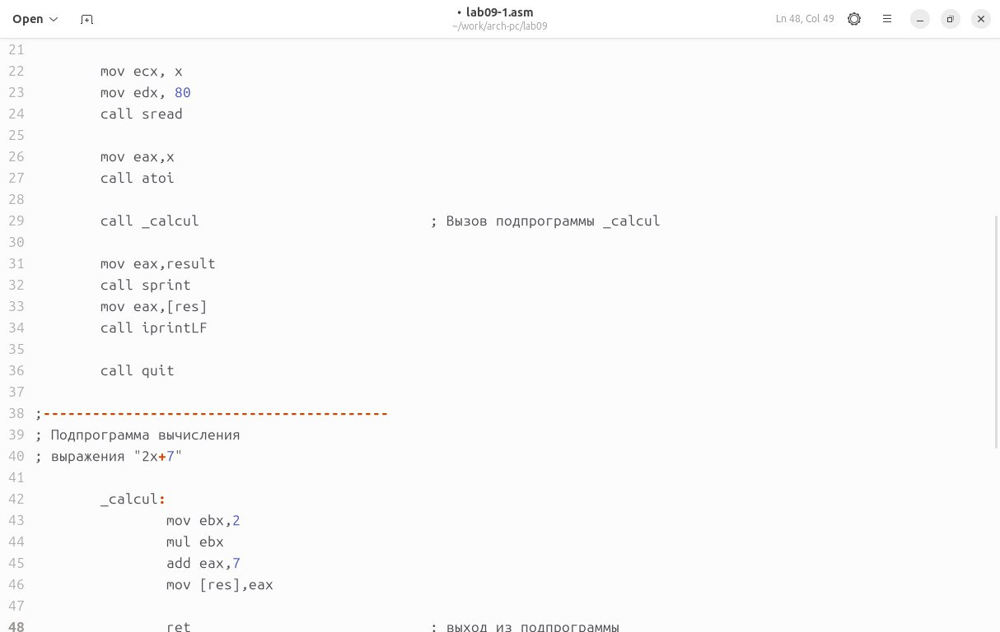 Open
• lab09-1.asm
~/work/arch-pc/lab09
Ln 48, Col 49
21
22 mov ecx, x
23 mov edx, 80
24 call sread
25
26 mov eax,x
27 call atoi
28
29 call _calcul ; Вызов подпрограммы _calcul
30
31 mov eax,result
32 call sprint
33 mov eax,[res]
34 call iprintLF
35
36 call quit
37
38 ;------------------------------------------
39 ; Подпрограмма вычисления
40 ; выражения "2x+7"
41
42 _calcul:
43 mov ebx,2
44 mul ebx
45 add eax,7
46 mov [res],eax
47
48 ret ; выход из подпрограммы